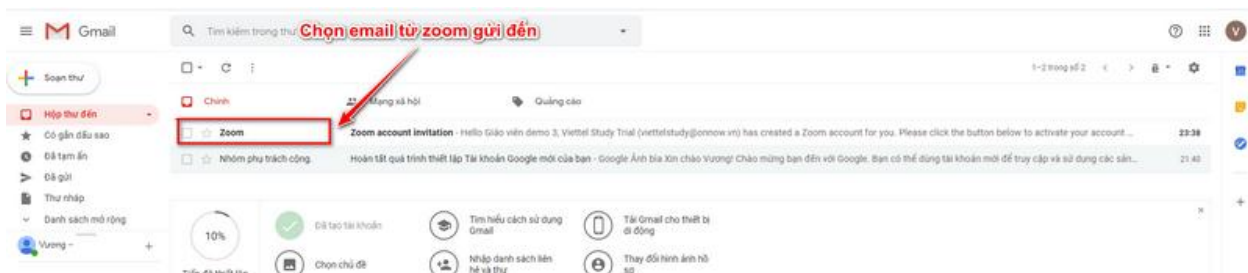 Gmail
Tìm kiếm trong thư
Chọn email từ zoom gửi đến
V
Soạn thư
1–2 trong số 2
Chính
Mạng xã hội
Quảng cáo
Hộp thư đến
Có gắn dấu sao
Đã tạm ẩn
Đã gửi
Thư nháp
Danh sách mở rộng
Vương
Zoom
Zoom account invitation - Hello Giáo viên demo 3, Viettel Study Trial (viettelstudy@onnow.vn) has created a Zoom account for you. Please click the button below to activate your account ...
23:38
Nhóm phụ trách cộng.
Hoàn tất quá trình thiết lập Tài khoản Google mới của bạn - Google Ảnh bìa Xin chào Vương! Chào mừng bạn đến với Google. Bạn có thể dùng tài khoản mới để truy cập và sử dụng các sản...
21:40
10%
Đã tạo tài khoản
Tìm hiểu cách sử dụng
Gmail
Tải Gmail cho thiết bị
di động
Chọn chủ đề
Nhập danh sách liên
hệ và thư
Thay đổi hình ảnh hồ
sơ